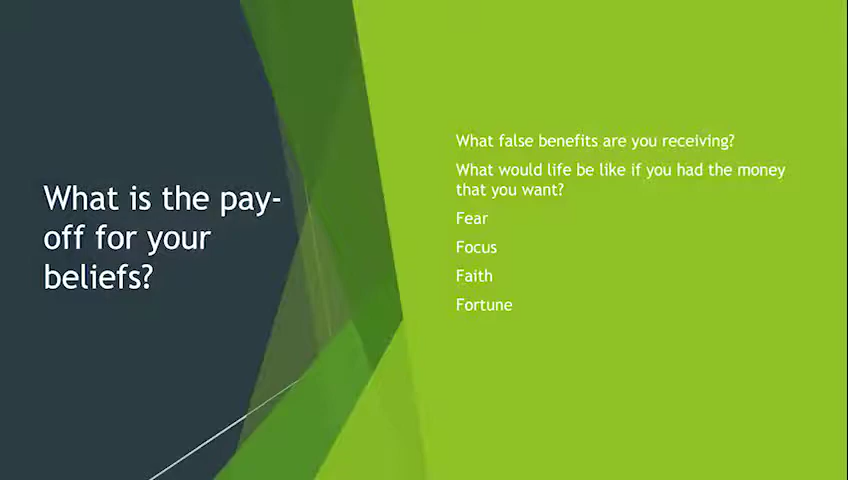 What is the pay-
off for your
beliefs?
What false benefits are you receiving?
What would life be like if you had the money
that you want?
Fear
Focus
Faith
Fortune